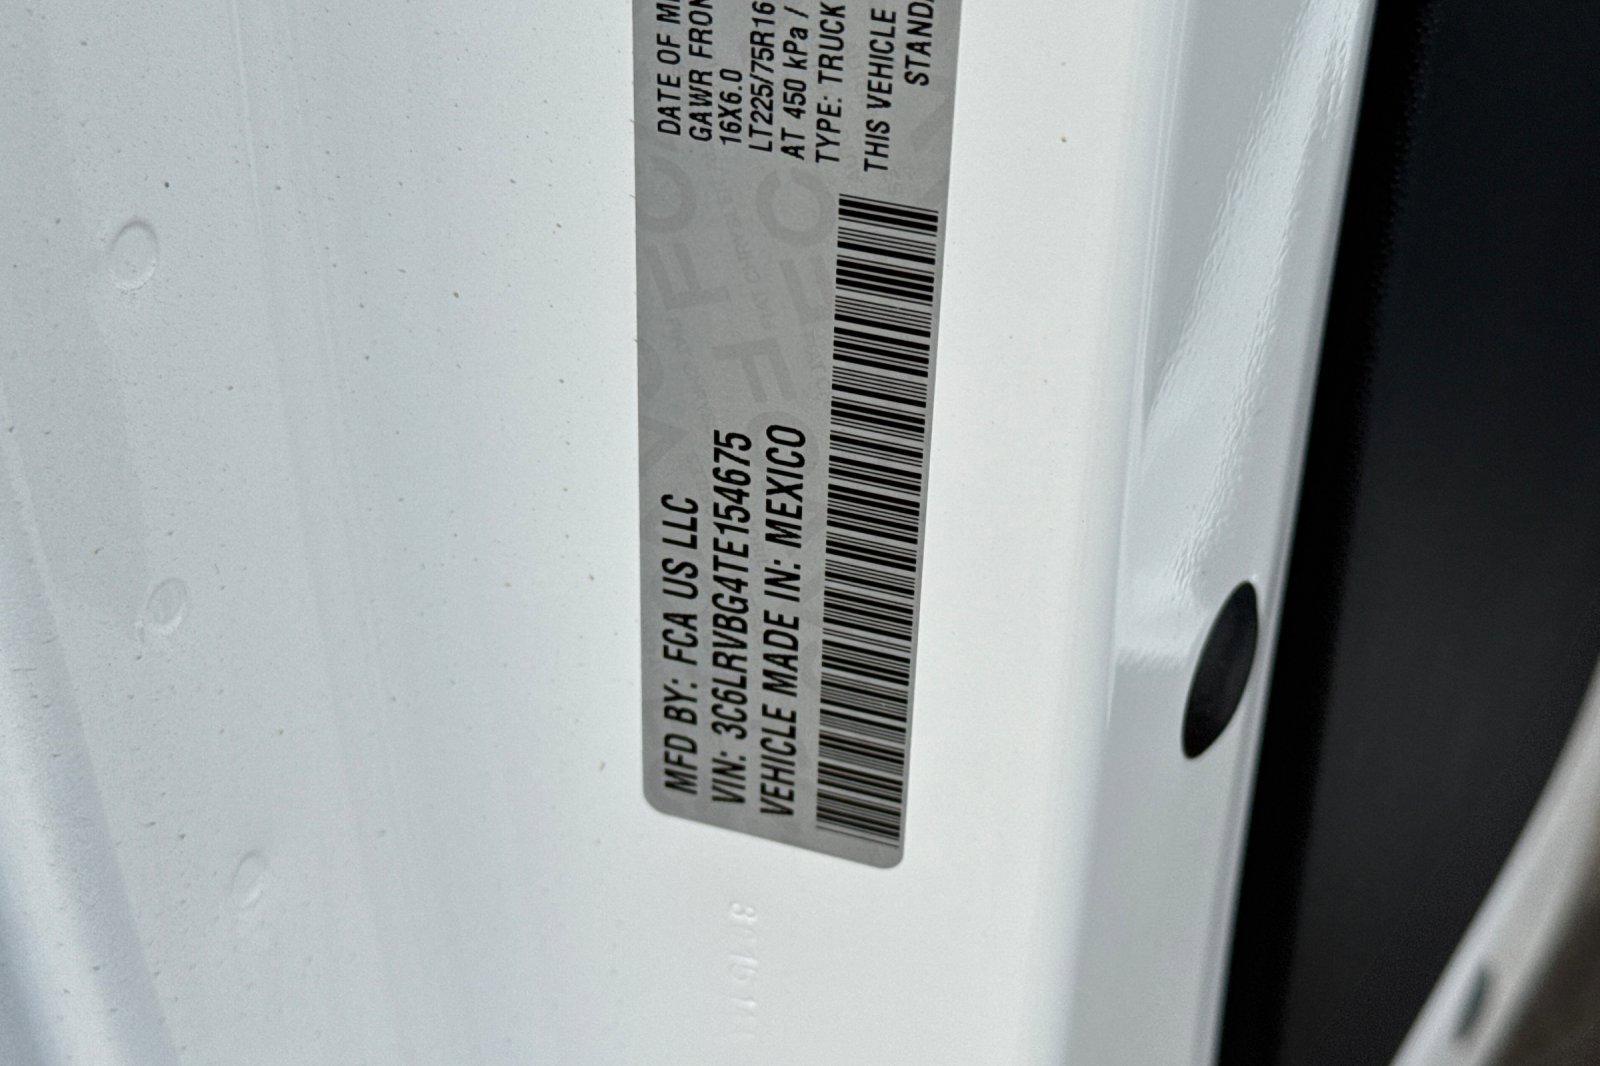 MFD BY: FCA US LLC
VIN: 3C6LRVBG4TE154675
VEHICLE MADE IN: MEXICO
DATE OF
GAWR FRON
16X6.0
LT225/75R16
AT 450 kPa /
TYPE: TRUCK
THIS VEHICLE
STANDA